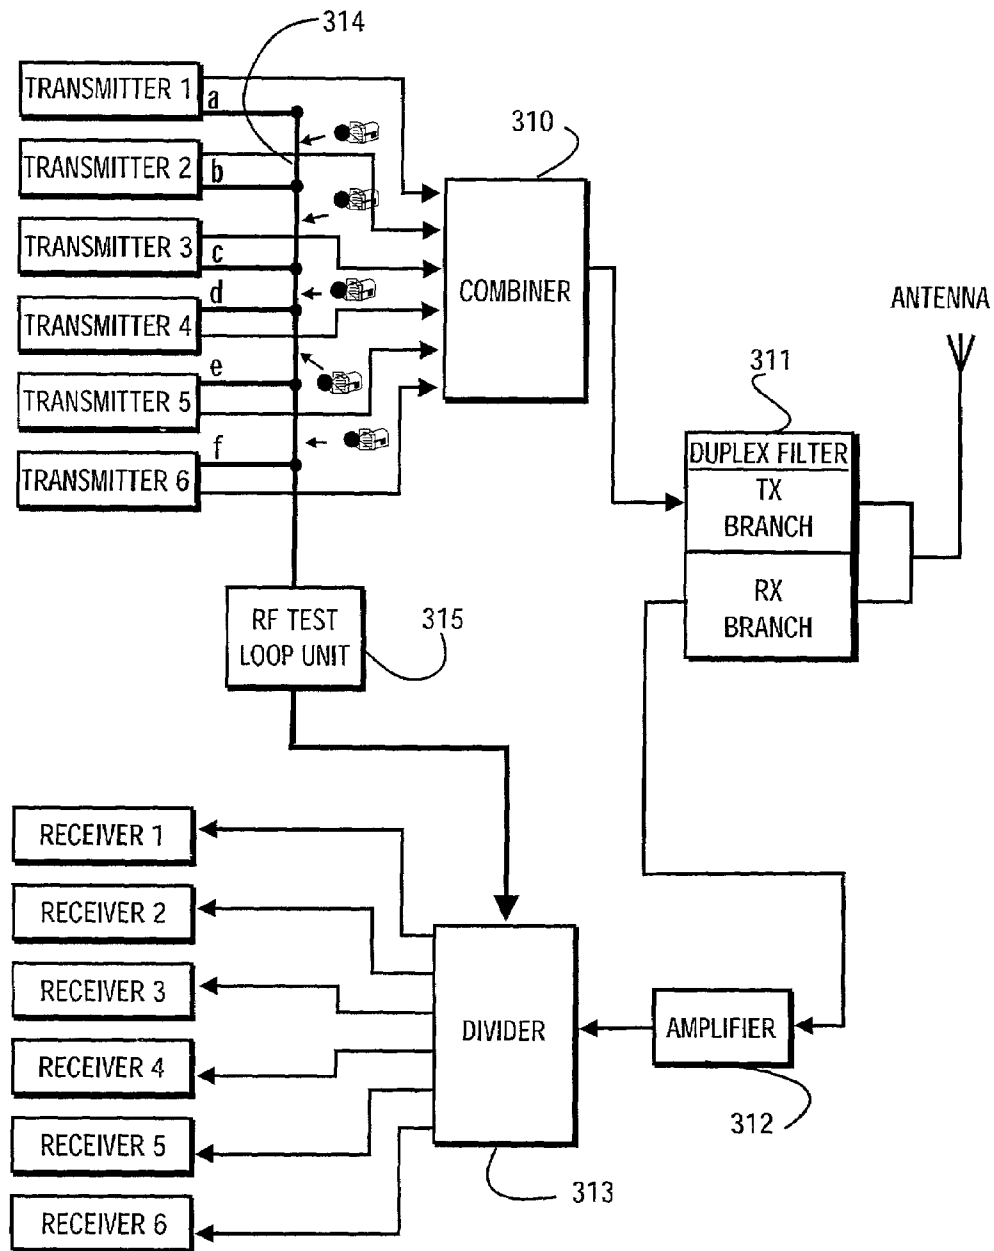 314
TRANSMITTER 1
a
310
TRANSMITTER 2
b
TRANSMITTER 3
c
COMBINER
d
TRANSMITTER 4
ANTENNA
e
TRANSMITTER 5
311
f
TRANSMITTER 6
DUPLEX FILTER
TX
BRANCH
RX
BRANCH
RF TEST
LOOP UNIT
315
RECEIVER 1
RECEIVER 2
RECEIVER 3
DIVIDER
AMPLIFIER
RECEIVER 4
312
RECEIVER 5
313
RECEIVER 6